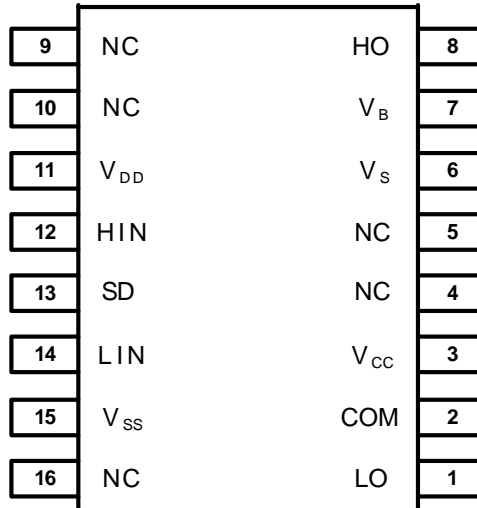 9 NC HO 8
10 NC VB 7
11 VDD VS 6
12 HIN NC 5
13 SD NC 4
14 LIN VCC 3
15 VSS COM 2
16 NC LO 1